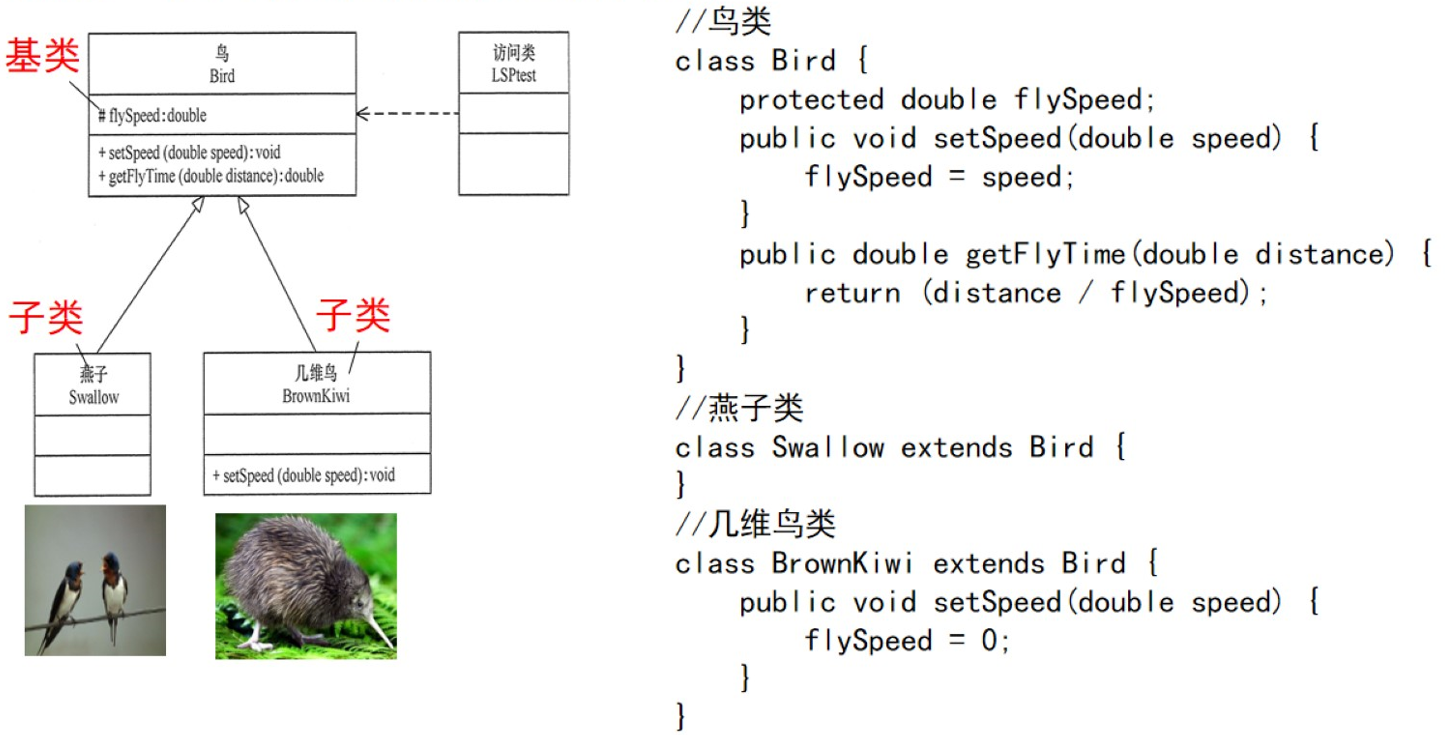 基类
鸟
Bird
# flySpeed:double
+ setSpeed (double speed):void
+ getFlyTime (double distance):double
访问类
LSPtest
子类
燕子
Swallow
子类
几维鸟
BrownKiwi
+ setSpeed (double speed):void
//鸟类
class Bird {
    protected double flySpeed;
    public void setSpeed(double speed) {
        flySpeed = speed;
    }
    public double getFlyTime(double distance) {
        return (distance / flySpeed);
    }
}
//燕子类
class Swallow extends Bird {
}
//几维鸟类
class BrownKiwi extends Bird {
    public void setSpeed(double speed) {
        flySpeed = 0;
    }
}